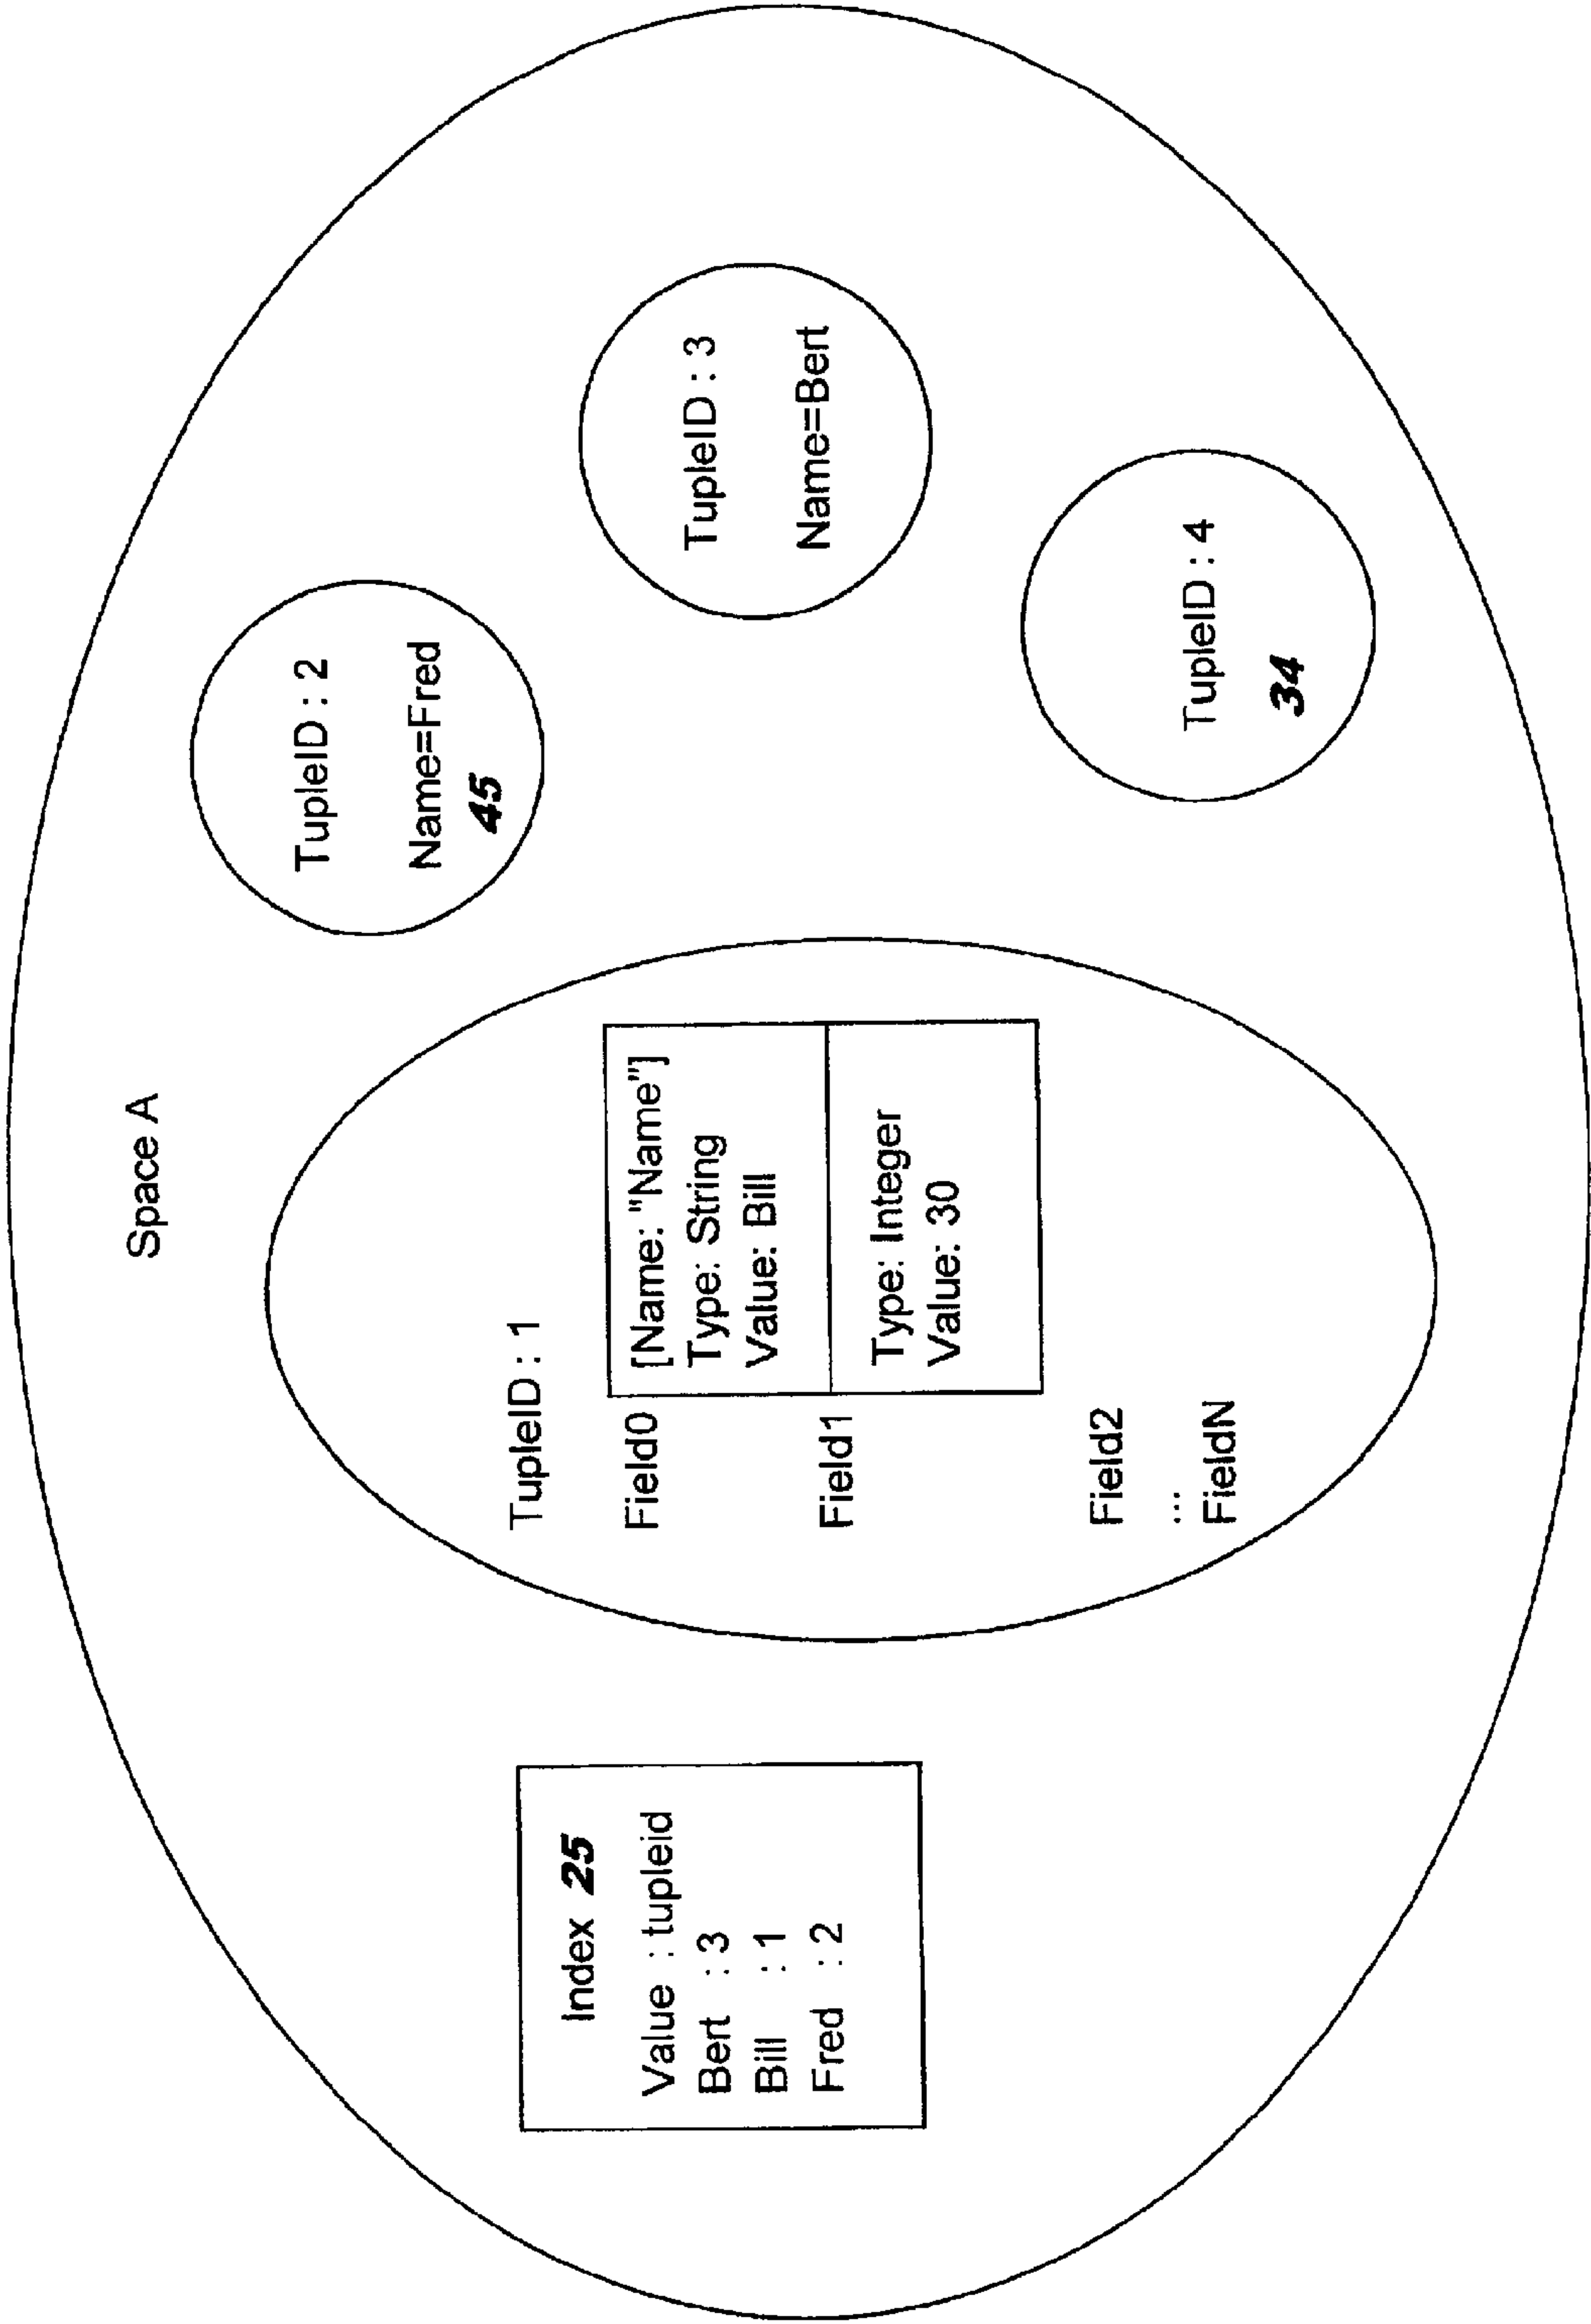 Space A
Index 25
Value : tupleid
Bert : 3
Bill : 1
Fred : 2
TupleID : 1
Field0
[Name: "Name"]
Type: String
Value: Bill
Field1
Type: Integer
Value: 30
Field2
...
FieldN
TupleID : 2
Name=Fred
45
TupleID : 3
Name=Bert
TupleID : 4
34